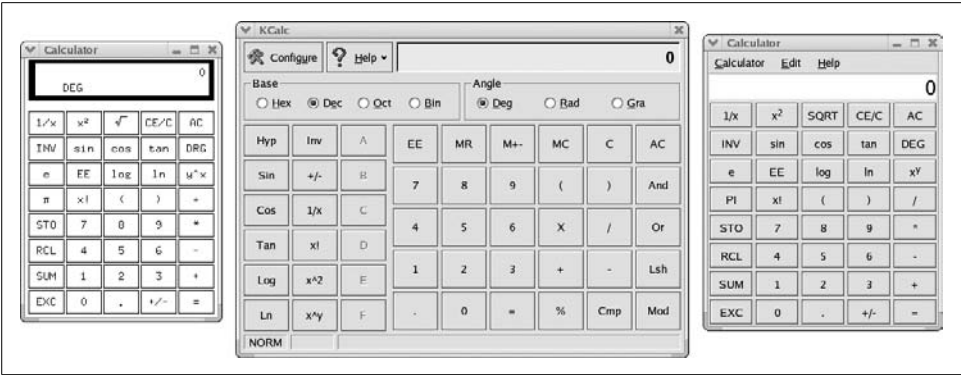 Calculator
0
DEG
1/x x² √ CE/C AC
INV sin cos tan DRG
e EE log ln y^x
π x! ( ) ÷
STO 7 8 9 *
RCL 4 5 6 -
SUM 1 2 3 +
EXC 0 . +/- =
KCalc
Configure ? Help 0
Base Angle
Hex Dec Oct Bin Deg Rad Gra
Hyp Inv A EE MR M+- MC C AC
Sin +/- B 7 8 9 ( ) And
Cos 1/x C 4 5 6 X / Or
Tan x! D
Log x^2 E 1 2 3 + - Lsh
Ln x^y F . 0 = % Cmp Mod
NORM
Calculator
Calculator Edit Help
0
1/x x² SQRT CE/C AC
INV sin cos tan DEG
e EE log ln xʸ
PI x! ( ) /
STO 7 8 9 *
RCL 4 5 6 -
SUM 1 2 3 +
EXC 0 . +/- =